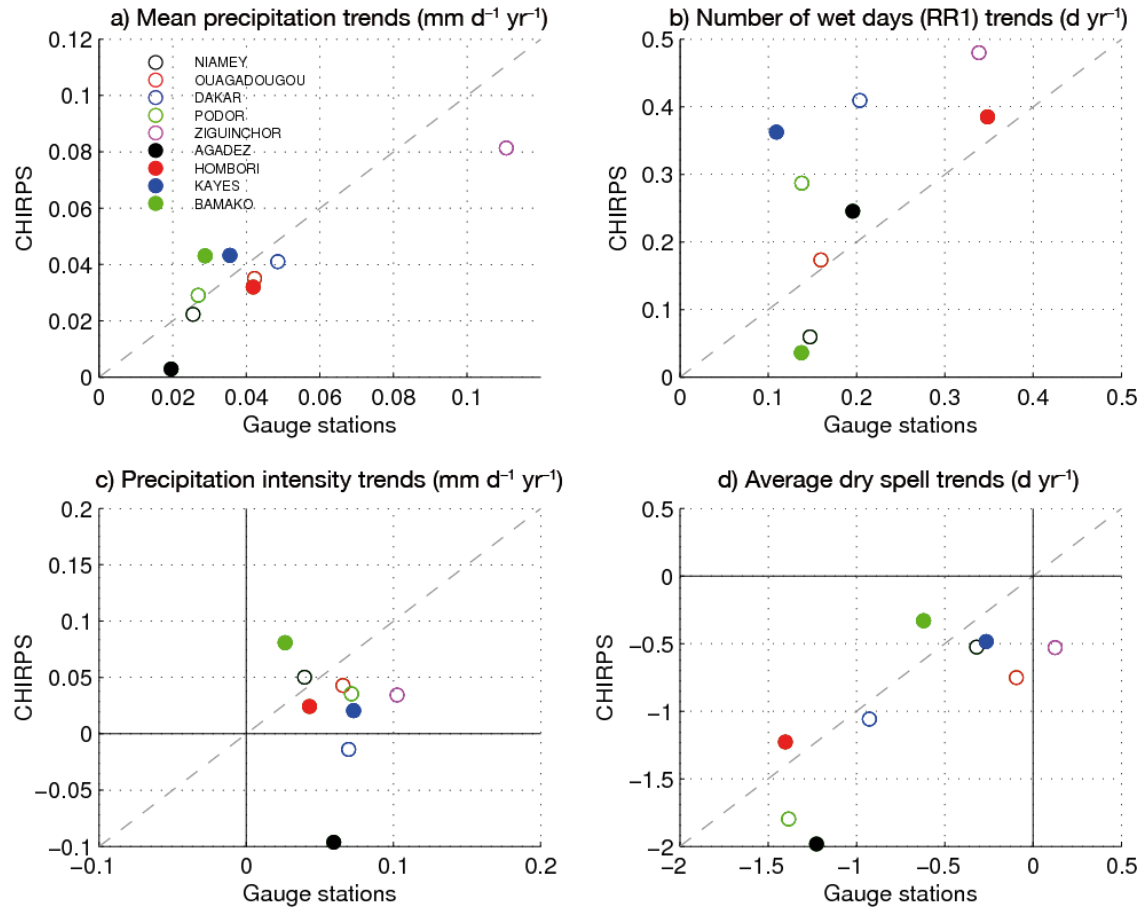 a) Mean precipitation trends (mm d⁻¹ yr⁻¹)
0.12
0.1
0.08
0.06
0.04
0.02
0
CHIRPS
NIAMEY
OUAGADOUGOU
DAKAR
PODOR
ZIGUINCHOR
AGADEZ
HOMBORI
KAYES
BAMAKO
0 0.02 0.04 0.06 0.08 0.1
Gauge stations
b) Number of wet days (RR1) trends (d yr⁻¹)
0.5
0.4
0.3
0.2
0.1
0
CHIRPS
0 0.1 0.2 0.3 0.4 0.5
Gauge stations
c) Precipitation intensity trends (mm d⁻¹ yr⁻¹)
0.2
0.15
0.1
0.05
0
−0.05
−0.1
CHIRPS
−0.1 0 0.1 0.2
Gauge stations
d) Average dry spell trends (d yr⁻¹)
0.5
0
−0.5
−1
−1.5
−2
CHIRPS
−2 −1.5 −1 −0.5 0 0.5
Gauge stations